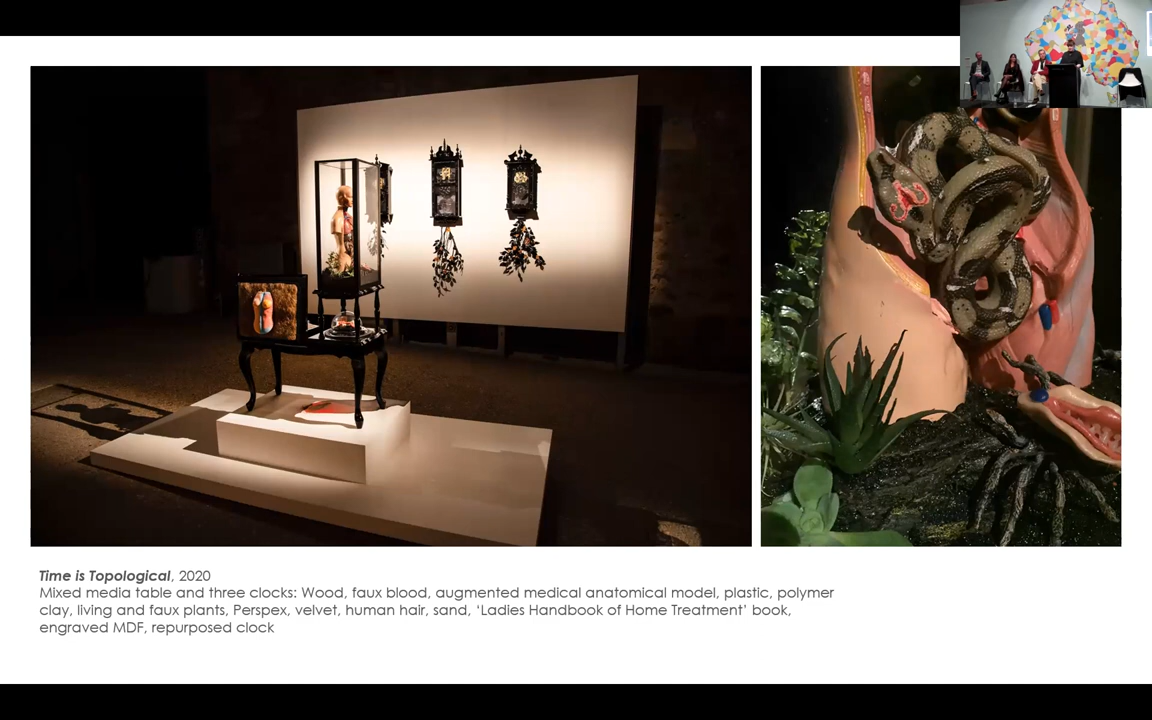 Time is Topological, 2020
Mixed media table and three clocks: Wood, faux blood, augmented medical anatomical model, plastic, polymer
clay, living and faux plants, Perspex, velvet, human hair, sand, ‘Ladies Handbook of Home Treatment’ book,
engraved MDF, repurposed clock